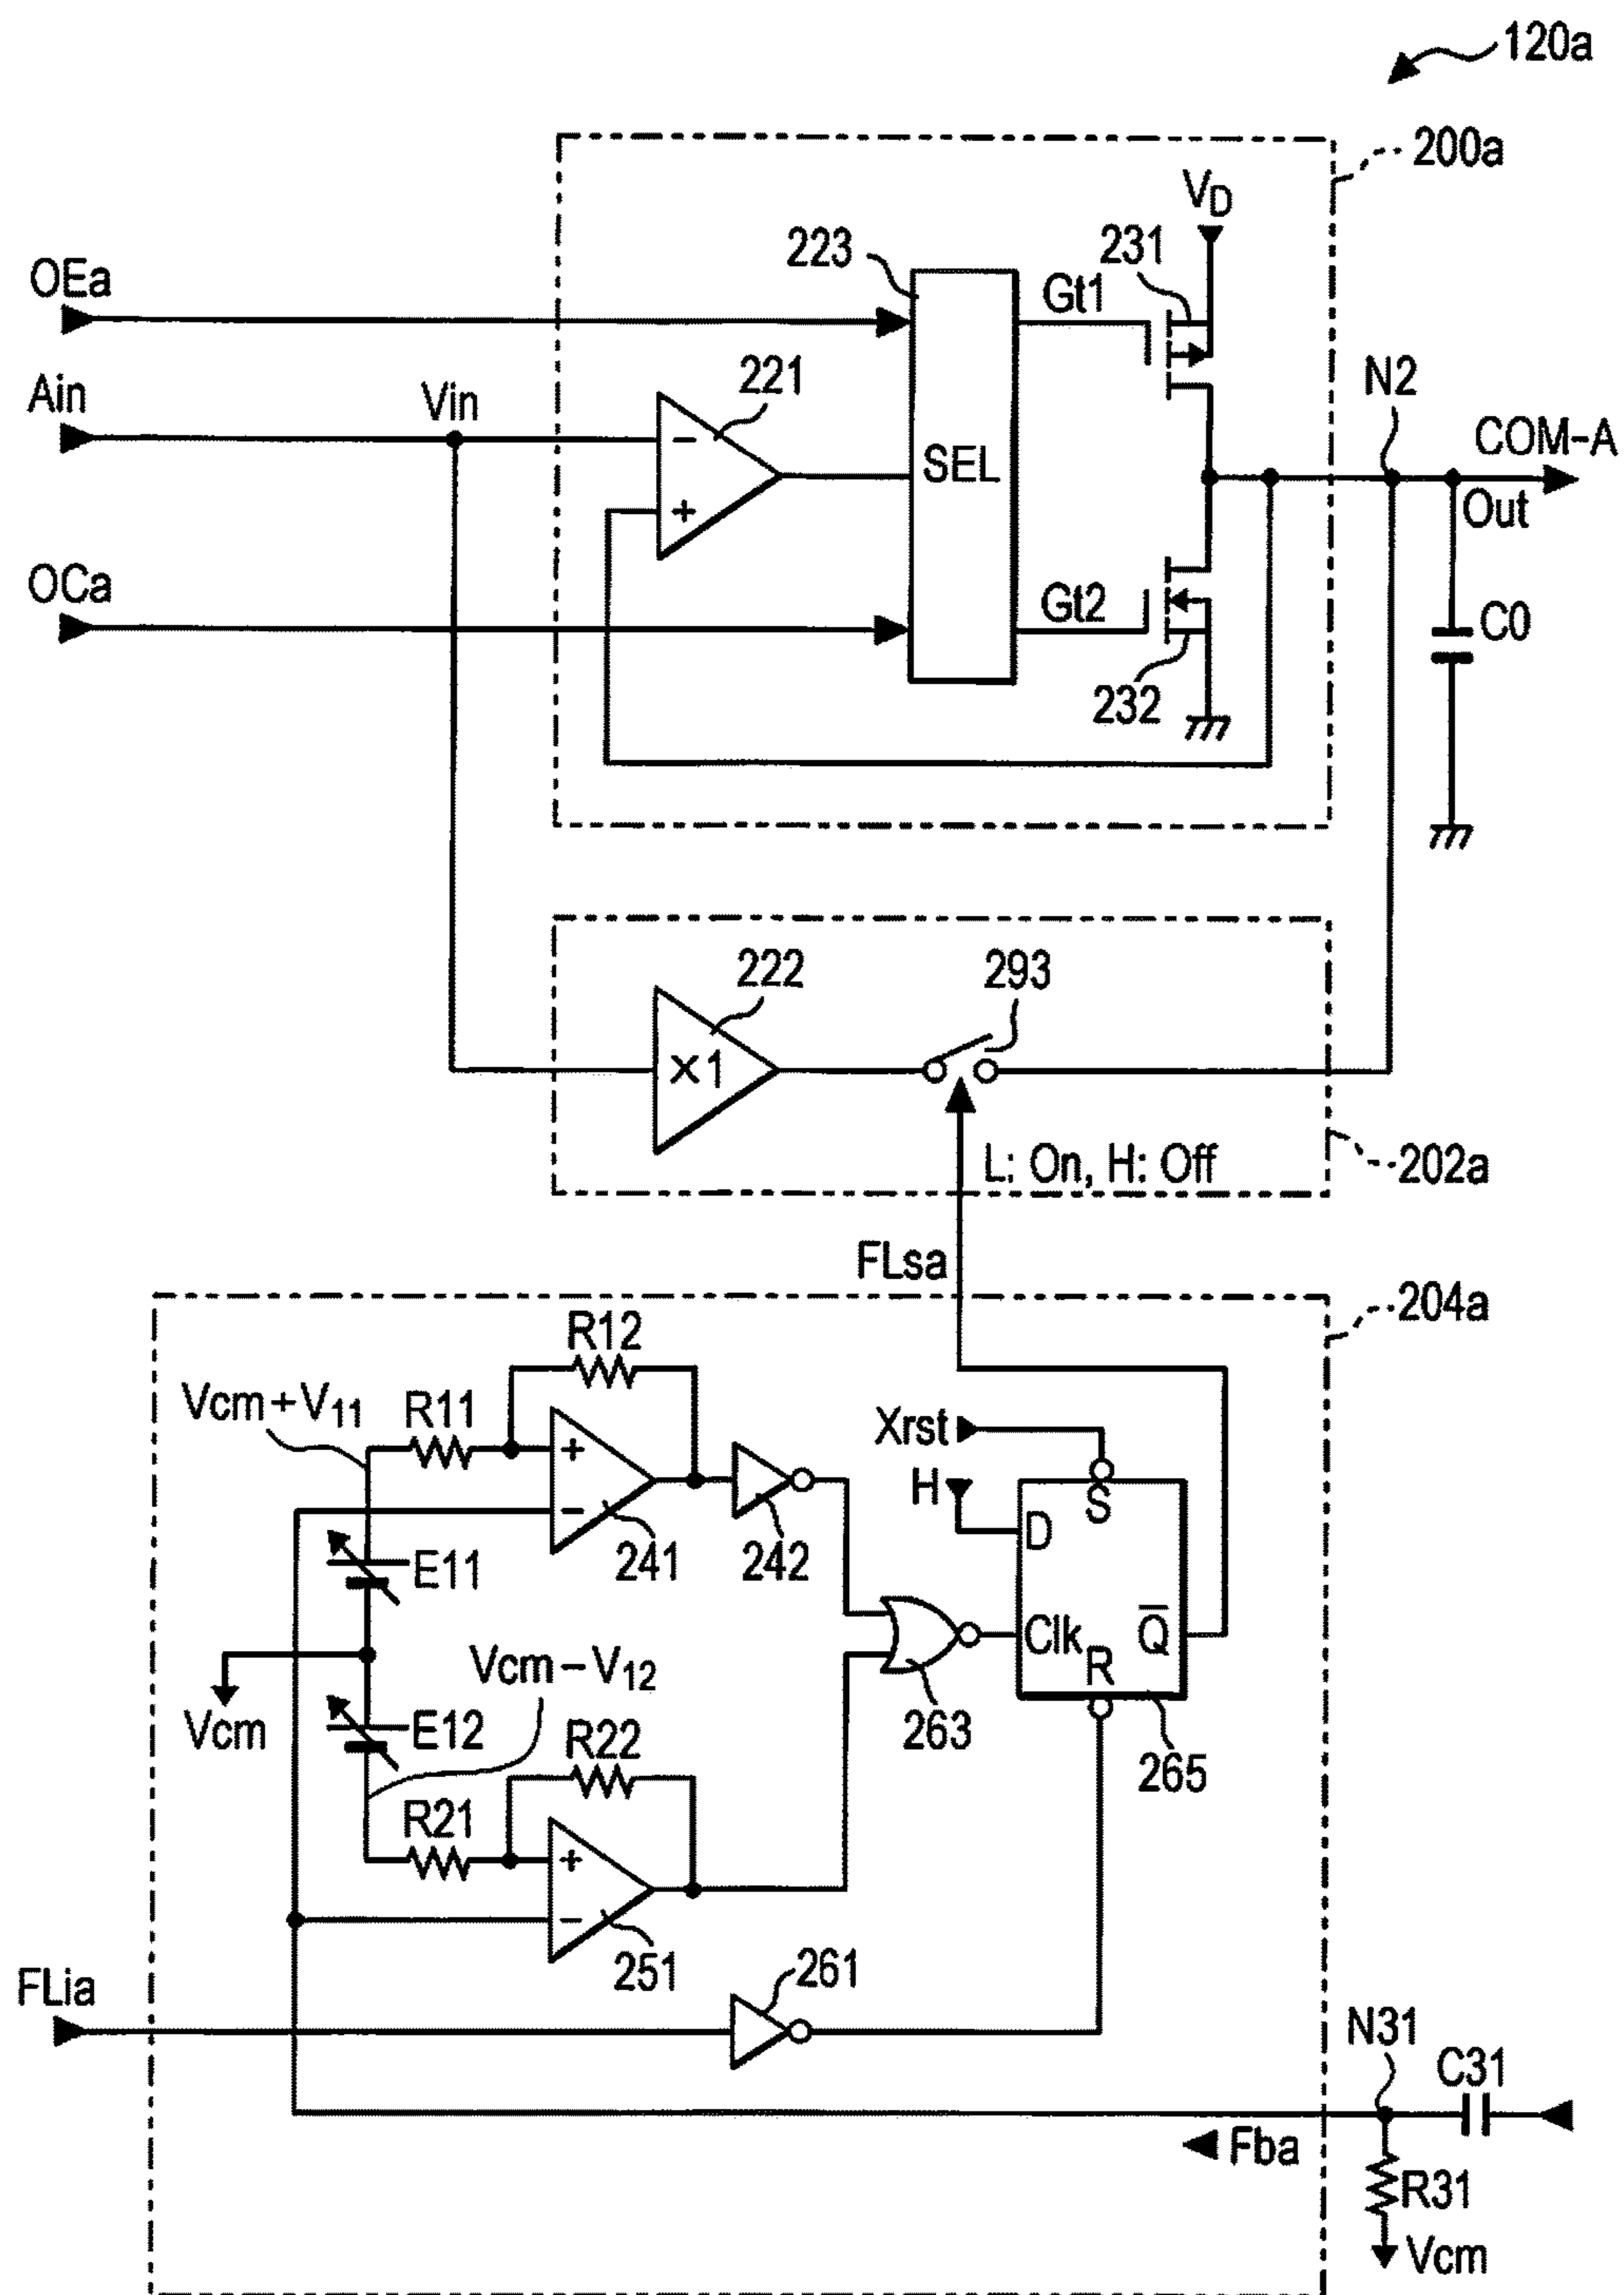 120a
200a
VD
223
231
OEa
Gt1
Ain
Vin
221
N2
COM-A
−
SEL
+
Out
OCa
Gt2
C0
232
222
293
×1
L: On, H: Off
202a
FLsa
204a
R12
Vcm+V11
R11
Xrst
+
H
S
−
D
E11
241
242
Clk
Q
Vcm−V12
R
Vcm
E12
R22
263
265
R21
+
−
251
261
FLia
N31
C31
Fba
R31
Vcm